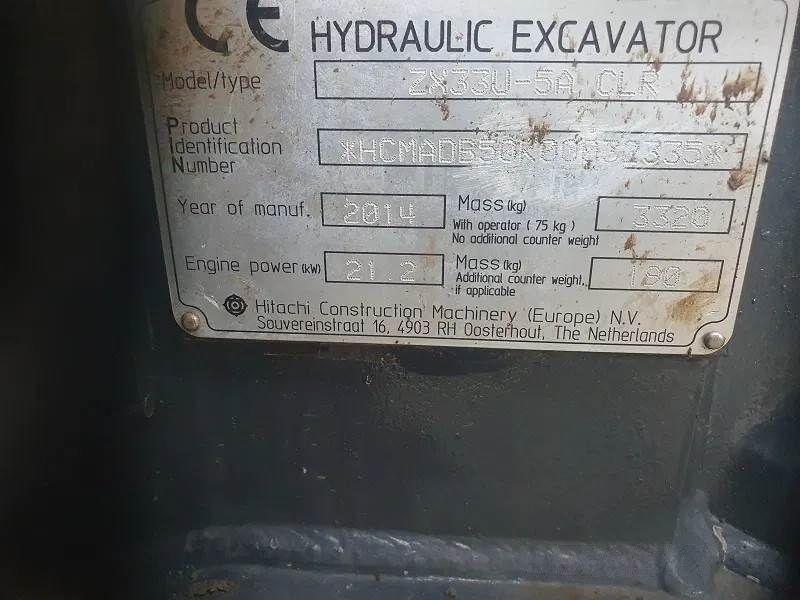 CE HYDRAULIC EXCAVATOR
Model/type ZX33U-5A CLR
Product
Identification *HCMADB50K00032335*
Number
Year of manuf. 2014 Mass(kg) 3320
With operator ( 75 kg )
No additional counter weight
Engine power(kW) 21.2 Mass(kg) 180
Additional counter weight,
if applicable
Hitachi Construction Machinery (Europe) N.V.
Souvereinstraat 16, 4903 RH Oosterhout, The Netherlands